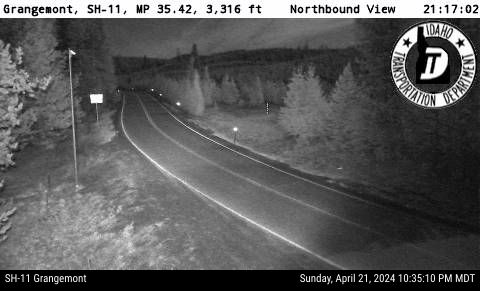 Grangemont, SH-11, MP 35.42, 3,316 ft Northbound View 21:17:02
IDAHO
TRANSPORTATION DEPARTMENT
SH-11 Grangemont Sunday, April 21, 2024 10:35:10 PM MDT